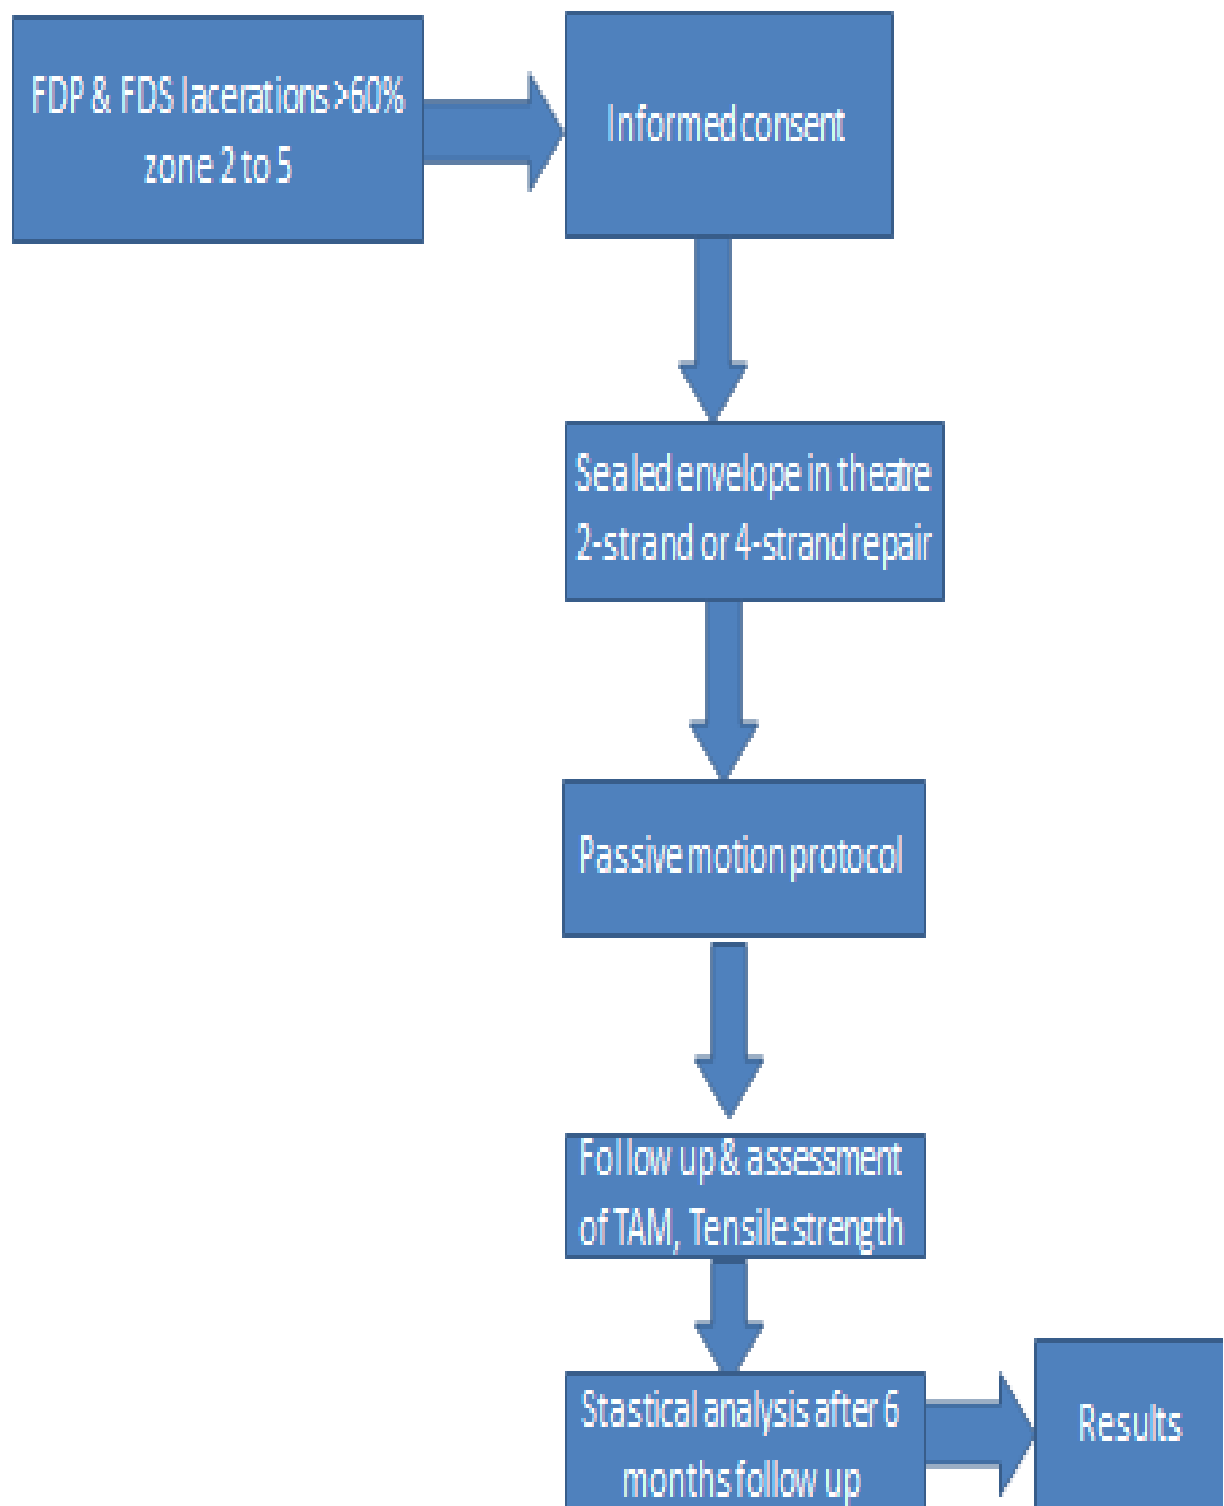 FDP & FDS lacerations >60%
zone 2 to 5
Informed consent
Sealed envelope in theatre
2-strand or 4-strand repair
Passive motion protocol
Follow up & assessment
of TAM, Tensile strength
Stastical analysis after 6
months follow up
Results